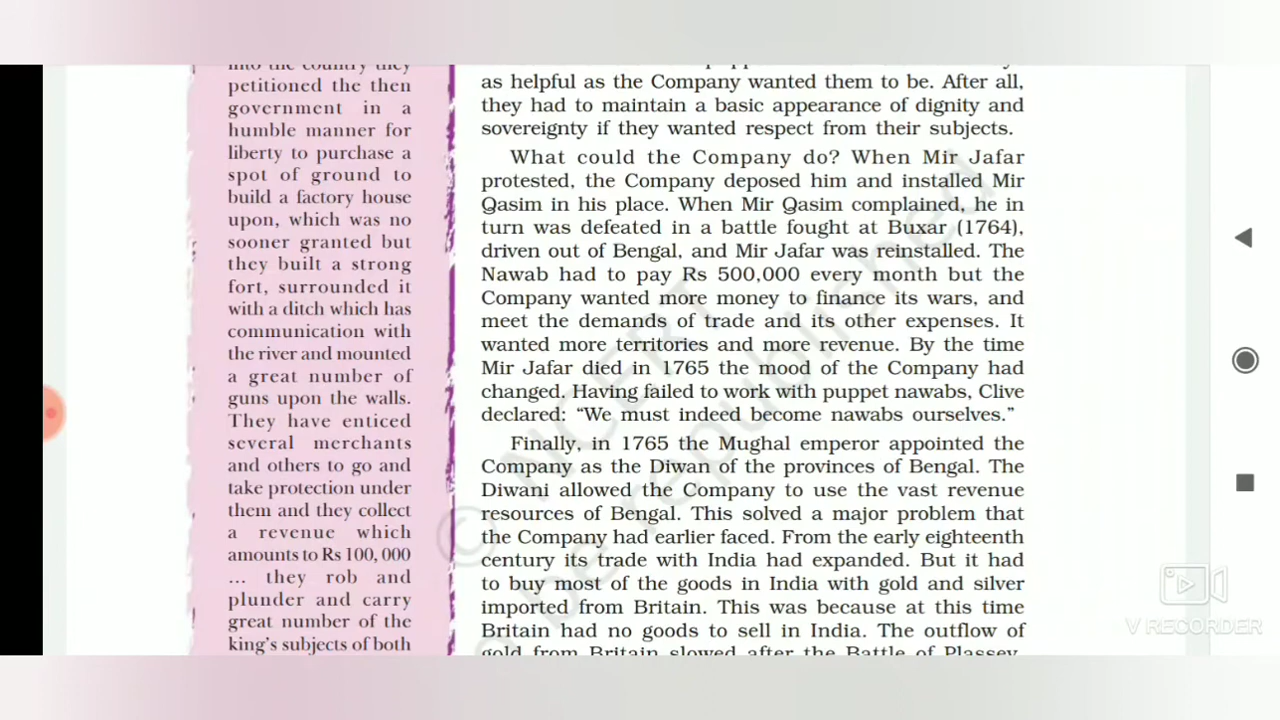 into the country they
petitioned the then
government in a
humble manner for
liberty to purchase a
spot of ground to
build a factory house
upon, which was no
sooner granted but
they built a strong
fort, surrounded it
with a ditch which has
communication with
the river and mounted
a great number of
guns upon the walls.
They have enticed
several merchants
and others to go and
take protection under
them and they collect
a revenue which
amounts to Rs 100, 000
... they rob and
plunder and carry
great number of the
king's subjects of both
as helpful as the Company wanted them to be. After all,
they had to maintain a basic appearance of dignity and
sovereignty if they wanted respect from their subjects.
What could the Company do? When Mir Jafar
protested, the Company deposed him and installed Mir
Qasim in his place. When Mir Qasim complained, he in
turn was defeated in a battle fought at Buxar (1764),
driven out of Bengal, and Mir Jafar was reinstalled. The
Nawab had to pay Rs 500,000 every month but the
Company wanted more money to finance its wars, and
meet the demands of trade and its other expenses. It
wanted more territories and more revenue. By the time
Mir Jafar died in 1765 the mood of the Company had
changed. Having failed to work with puppet nawabs, Clive
declared: “We must indeed become nawabs ourselves.”
Finally, in 1765 the Mughal emperor appointed the
Company as the Diwan of the provinces of Bengal. The
Diwani allowed the Company to use the vast revenue
resources of Bengal. This solved a major problem that
the Company had earlier faced. From the early eighteenth
century its trade with India had expanded. But it had
to buy most of the goods in India with gold and silver
imported from Britain. This was because at this time
Britain had no goods to sell in India. The outflow of
gold from Britain slowed after the Battle of Plassey,
© NCERT
be republished
V RECORDER